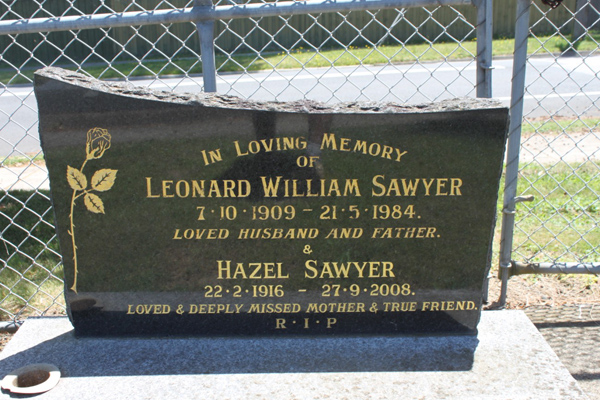 IN LOVING MEMORY
OF
LEONARD WILLIAM SAWYER
7·10·1909 – 21·5·1984.
LOVED HUSBAND AND FATHER.
&
HAZEL SAWYER
22·2·1916 – 27·9·2008.
LOVED & DEEPLY MISSED MOTHER & TRUE FRIEND.
R·I·P